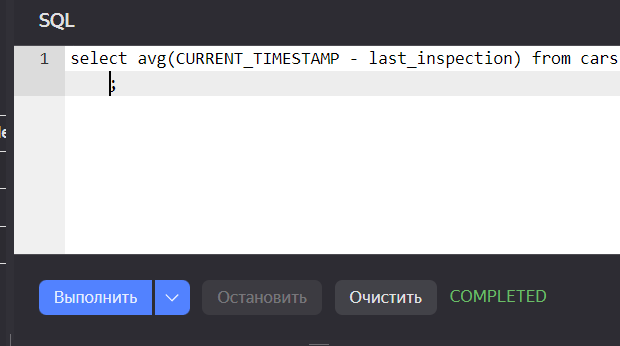 SQL
1 select avg(CURRENT_TIMESTAMP - last_inspection) from cars
;
Выполнить Остановить Очистить COMPLETED